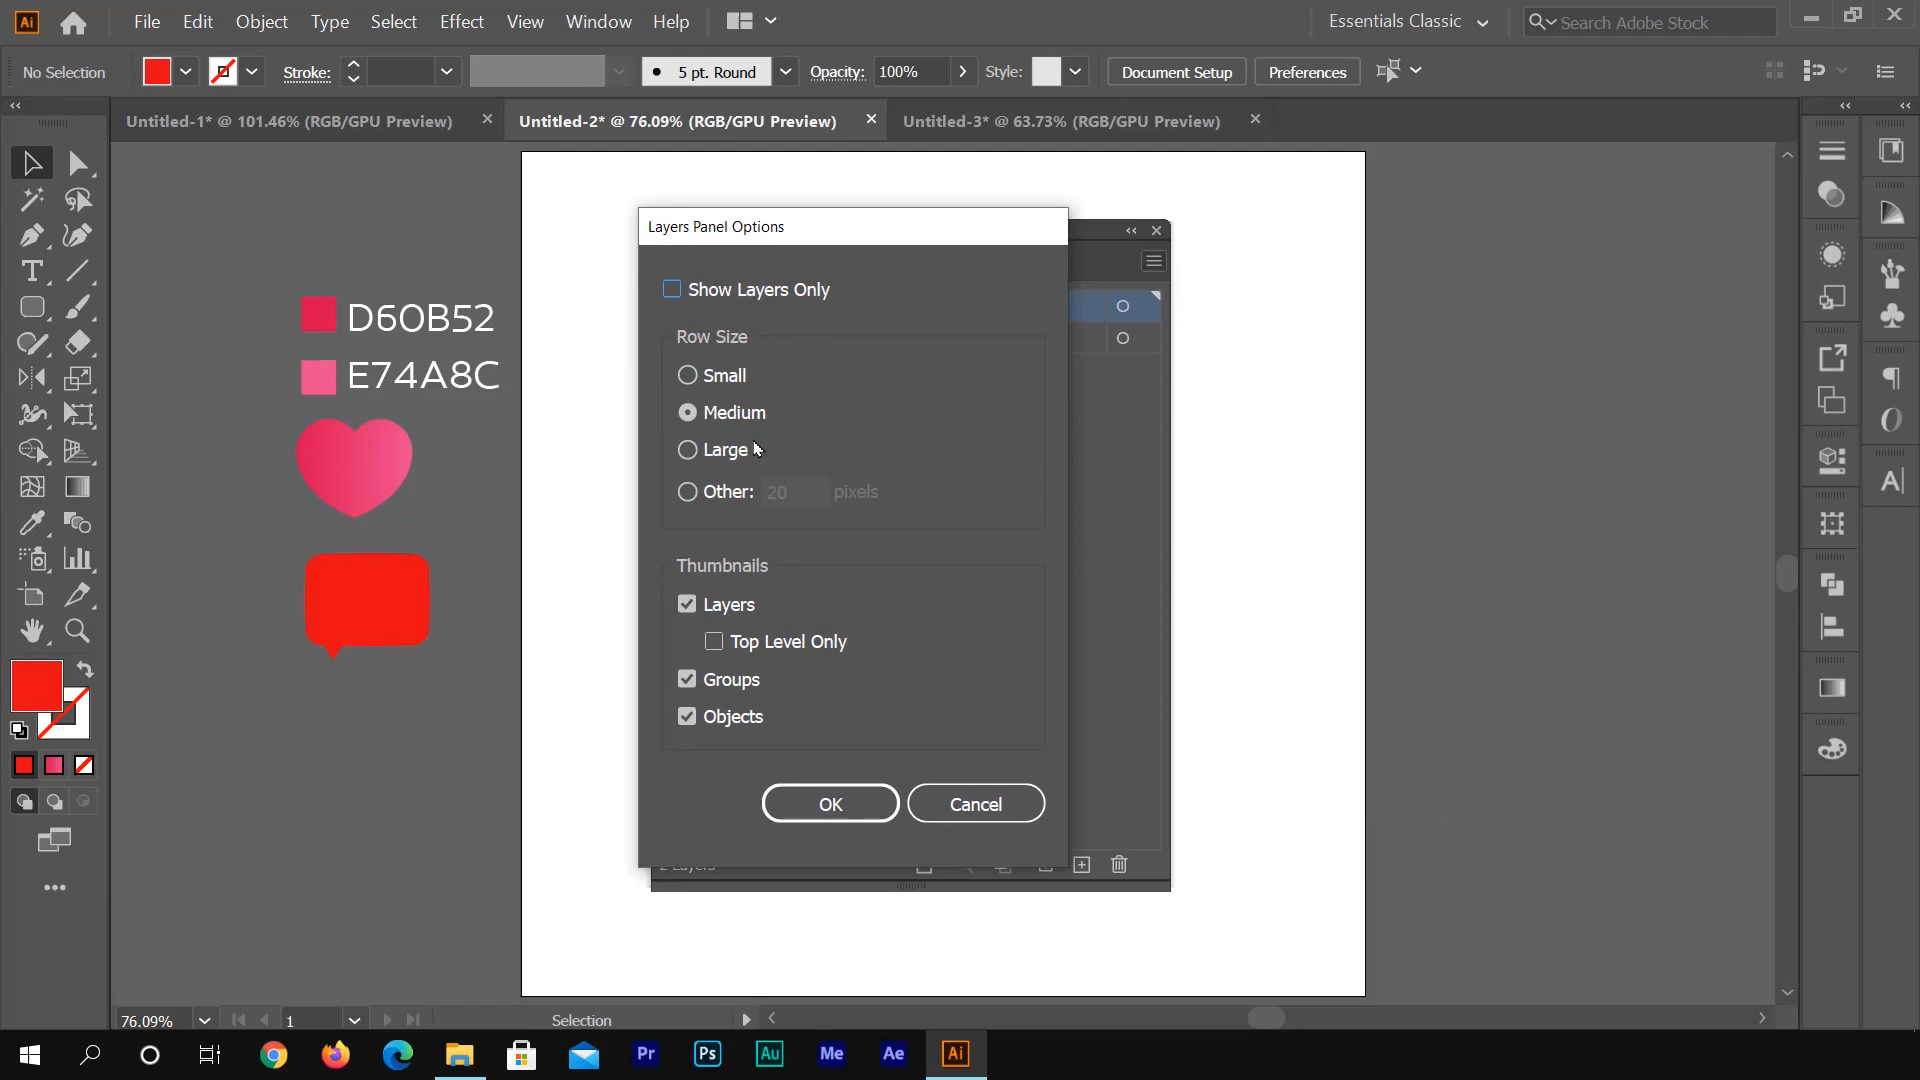 Ai File Edit Object Type Select Effect View Window Help Essentials Classic Search Adobe Stock
No Selection Stroke: 5 pt. Round Opacity: 100% Style: Document Setup Preferences
Untitled-1* @ 101.46% (RGB/GPU Preview) Untitled-2* @ 76.09% (RGB/GPU Preview) Untitled-3* @ 63.73% (RGB/GPU Preview)
Layers Panel Options
Show Layers Only
Row Size
Small
Medium
Large
Other: 20 pixels
Thumbnails
Layers
Top Level Only
Groups
Objects
OK Cancel
D60B52
E74A8C
76.09% 1 Selection
Pr Ps Au Me Ae Ai